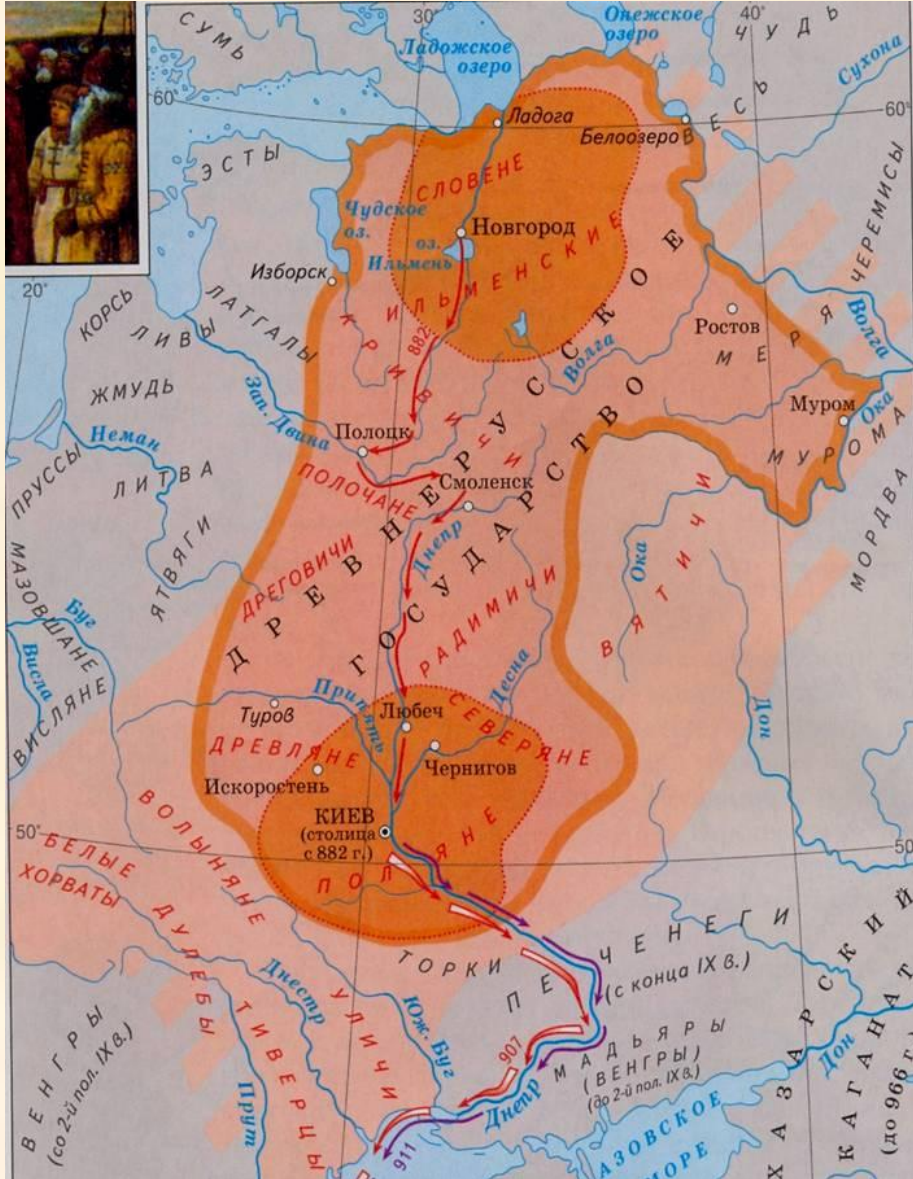 СУМЬ
30°
Ладожское
озеро
Онежское
озеро
40°
ЧУДЬ
Сухона
60°
60°
Ладога
Белоозеро
ВЕСЬ
ЭСТЫ
СЛОВЕНЕ
ИЛЬМЕНСКИЕ
Чудское
оз.
Новгород
оз.
Ильмень
Изборск
20°
КОРСЬ
ЛИВЫ
ЛАТГАЛЫ
КРИВИЧИ
882
Волга
Ростов
МЕРЯ
ЧЕРЕМИСЫ
Волга
ЖМУДЬ
Неман
Зап. Двина
Полоцк
ДРЕВНЕРУССКОЕ
ГОСУДАРСТВО
Муром
Ока
МУРОМА
ПРУССЫ
ЛИТВА
ПОЛОЧАНЕ
Смоленск
Днепр
МОРДВА
ЯТВЯГИ
ДРЕГОВИЧИ
Ока
ВЯТИЧИ
МАЗОВШАНЕ
Буг
Висла
ВИСЛЯНЕ
РАДИМИЧИ
Десна
Дон
Припять
Туров
Любеч
СЕВЕРЯНЕ
ДРЕВЛЯНЕ
Чернигов
Искоростень
КИЕВ
(столица
с 882 г.)
50°
50°
ПОЛЯНЕ
ВОЛЫНЯНЕ
БЕЛЫЕ
ХОРВАТЫ
ДУЛЕБЫ
ТОРКИ
ПЕЧЕНЕГИ
(с конца IX в.)
Днестр
УЛИЧИ
Юж. Буг
907
МАДЬЯРЫ
(ВЕНГРЫ)
(до 2-й пол. IX в.)
ХАЗАРСКИЙ
КАГАНАТ
(до 966 г.)
Дон
ВЕНГРЫ
(со 2-й пол. IX в.)
Прут
ТИВЕРЦЫ
Днепр
911
АЗОВСКОЕ
МОРЕ
30
40